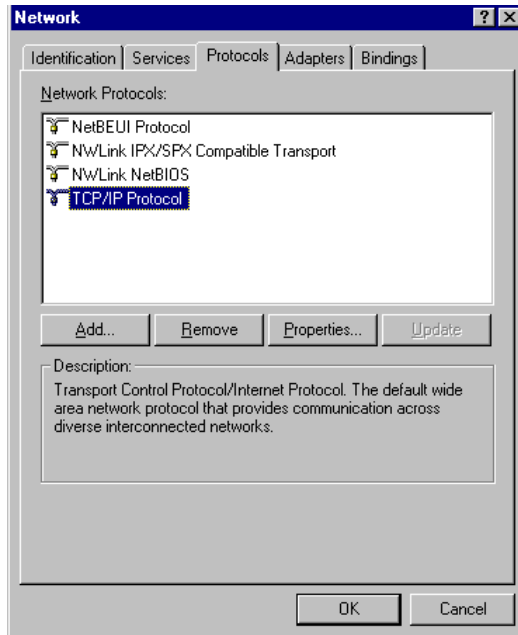 Network
Identification Services Protocols Adapters Bindings
Network Protocols:
NetBEUI Protocol
NWLink IPX/SPX Compatible Transport
NWLink NetBIOS
TCP/IP Protocol
Add... Remove Properties... Update
Description:
Transport Control Protocol/Internet Protocol. The default wide
area network protocol that provides communication across
diverse interconnected networks.
OK Cancel